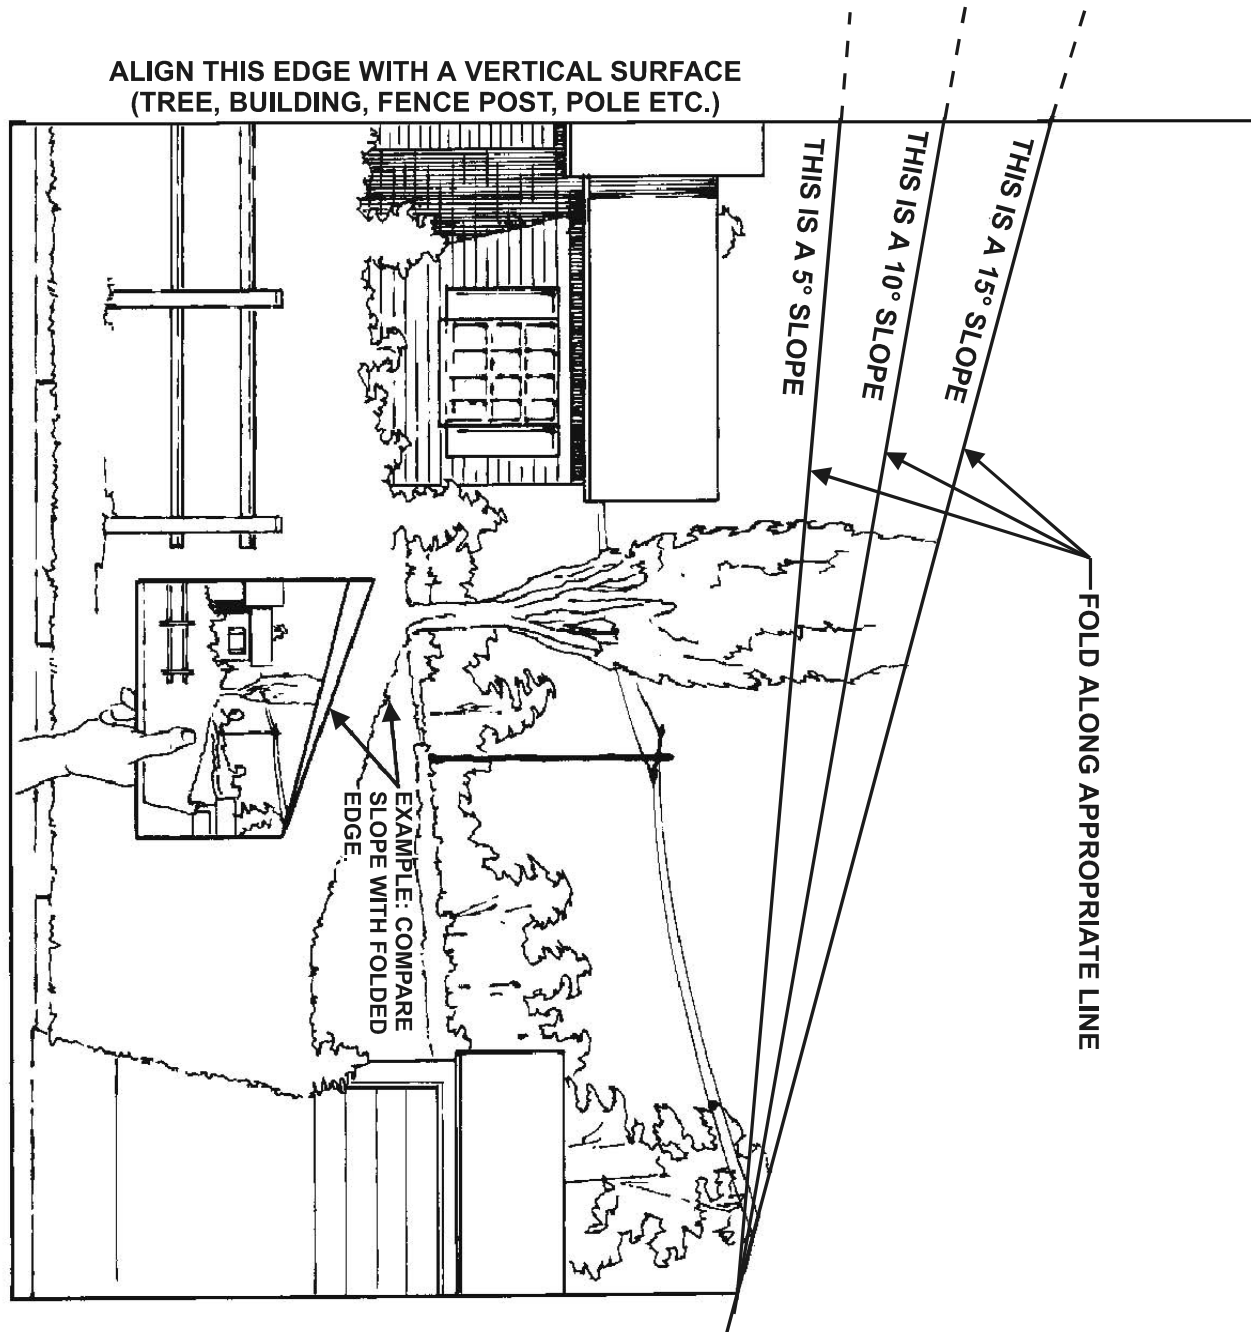 ALIGN THIS EDGE WITH A VERTICAL SURFACE
(TREE, BUILDING, FENCE POST, POLE ETC.)
THIS IS A 5° SLOPE
THIS IS A 10° SLOPE
THIS IS A 15° SLOPE
FOLD ALONG APPROPRIATE LINE
EXAMPLE: COMPARE
SLOPE WITH FOLDED
EDGE.